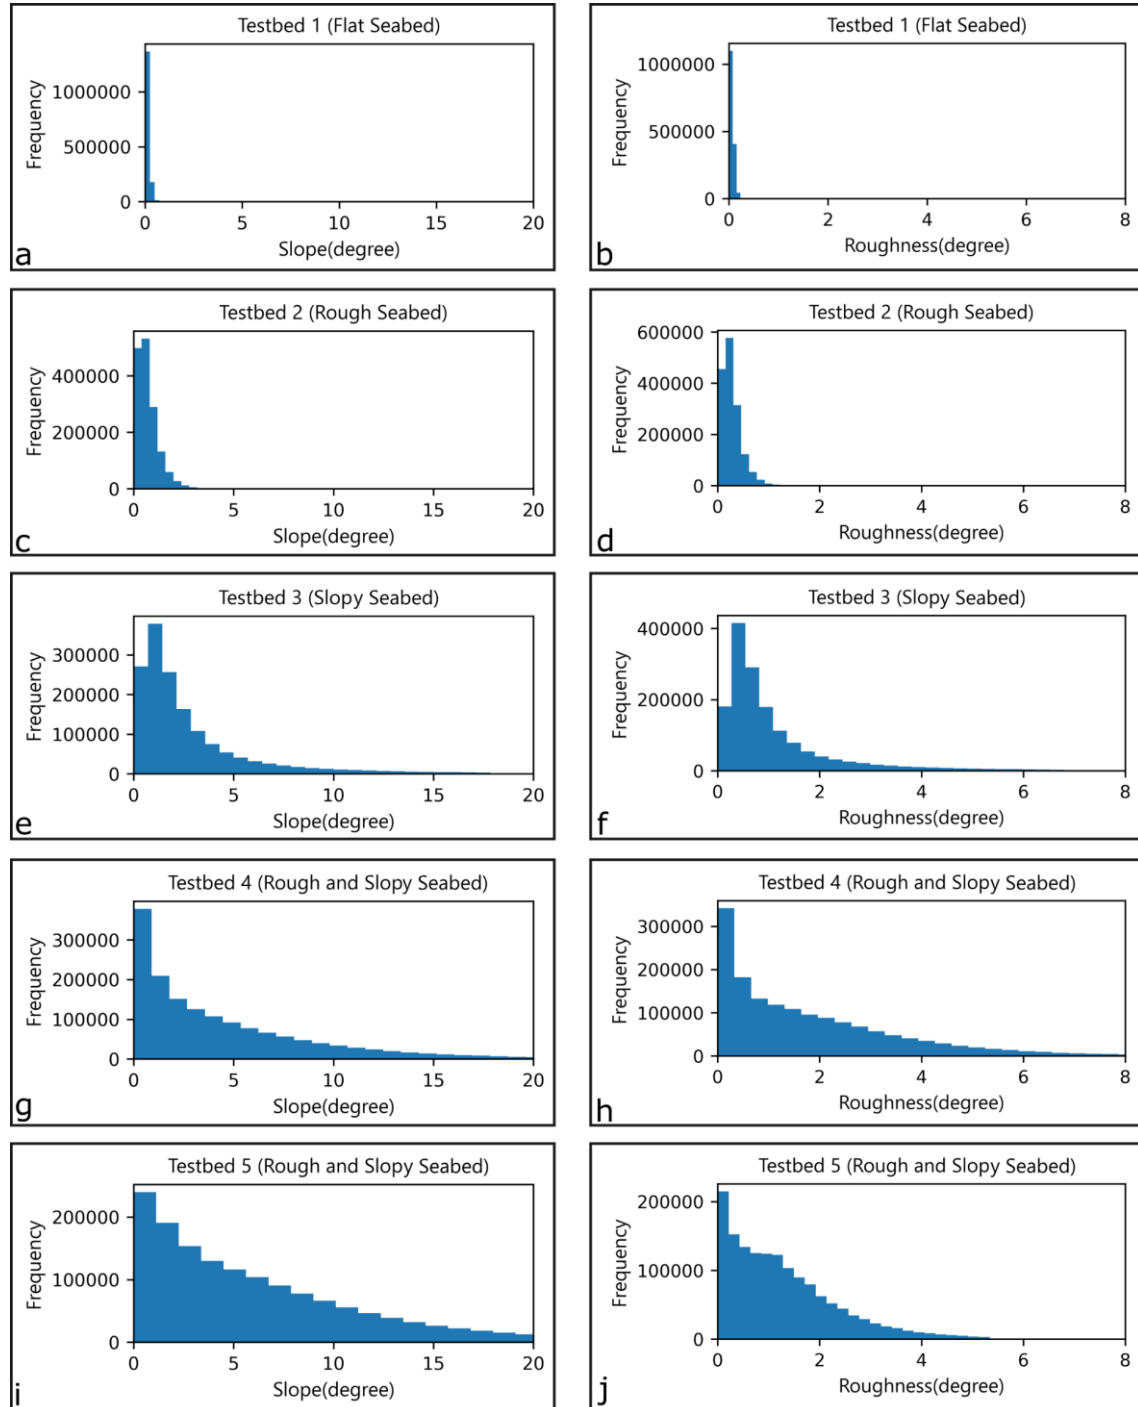 Testbed 1 (Flat Seabed)
Frequency
1000000
500000
0
0 5 10 15 20
Slope(degree)
a
Testbed 1 (Flat Seabed)
Frequency
1000000
500000
0
0 2 4 6 8
Roughness(degree)
b
Testbed 2 (Rough Seabed)
Frequency
400000
200000
0
0 5 10 15 20
Slope(degree)
c
Testbed 2 (Rough Seabed)
Frequency
600000
400000
200000
0
0 2 4 6 8
Roughness(degree)
d
Testbed 3 (Slopy Seabed)
Frequency
300000
200000
100000
0
0 5 10 15 20
Slope(degree)
e
Testbed 3 (Slopy Seabed)
Frequency
400000
200000
0
0 2 4 6 8
Roughness(degree)
f
Testbed 4 (Rough and Slopy Seabed)
Frequency
300000
200000
100000
0
0 5 10 15 20
Slope(degree)
g
Testbed 4 (Rough and Slopy Seabed)
Frequency
300000
200000
100000
0
0 2 4 6 8
Roughness(degree)
h
Testbed 5 (Rough and Slopy Seabed)
Frequency
200000
100000
0
0 5 10 15 20
Slope(degree)
i
Testbed 5 (Rough and Slopy Seabed)
Frequency
200000
100000
0
0 2 4 6 8
Roughness(degree)
j